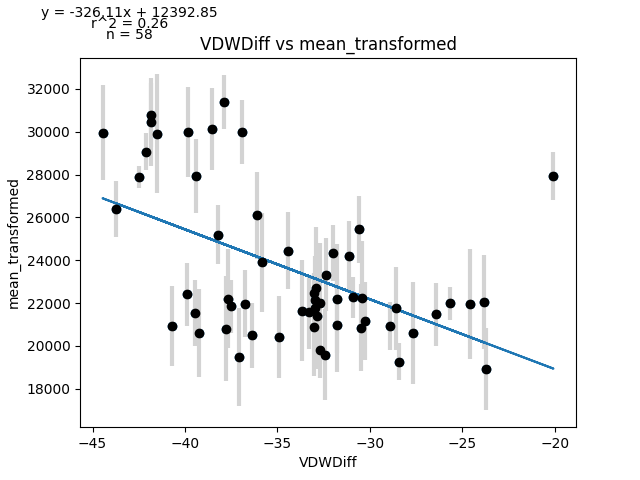 y = -326.11x + 12392.85
r^2 = 0.26
n = 58
VDWDiff vs mean_transformed
mean_transformed
32000
30000
28000
26000
24000
22000
20000
18000
−45
−40
−35
−30
−25
−20
VDWDiff